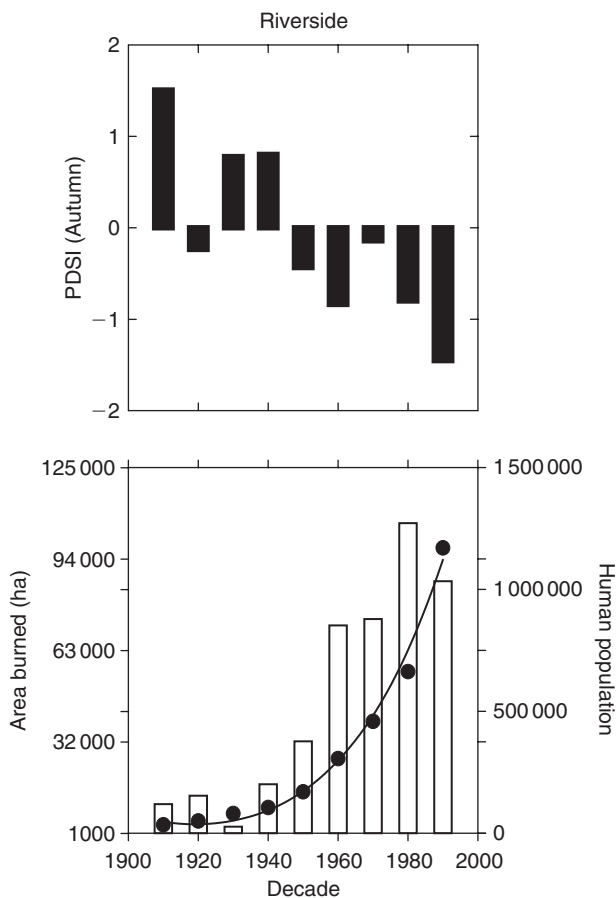 Riverside
2
1
0
−1
−2
PDSI (Autumn)
125 000
94 000
63 000
32 000
1000
Area burned (ha)
1 500 000
1 000 000
500 000
0
Human population
1900 1920 1940 1960 1980 2000
Decade